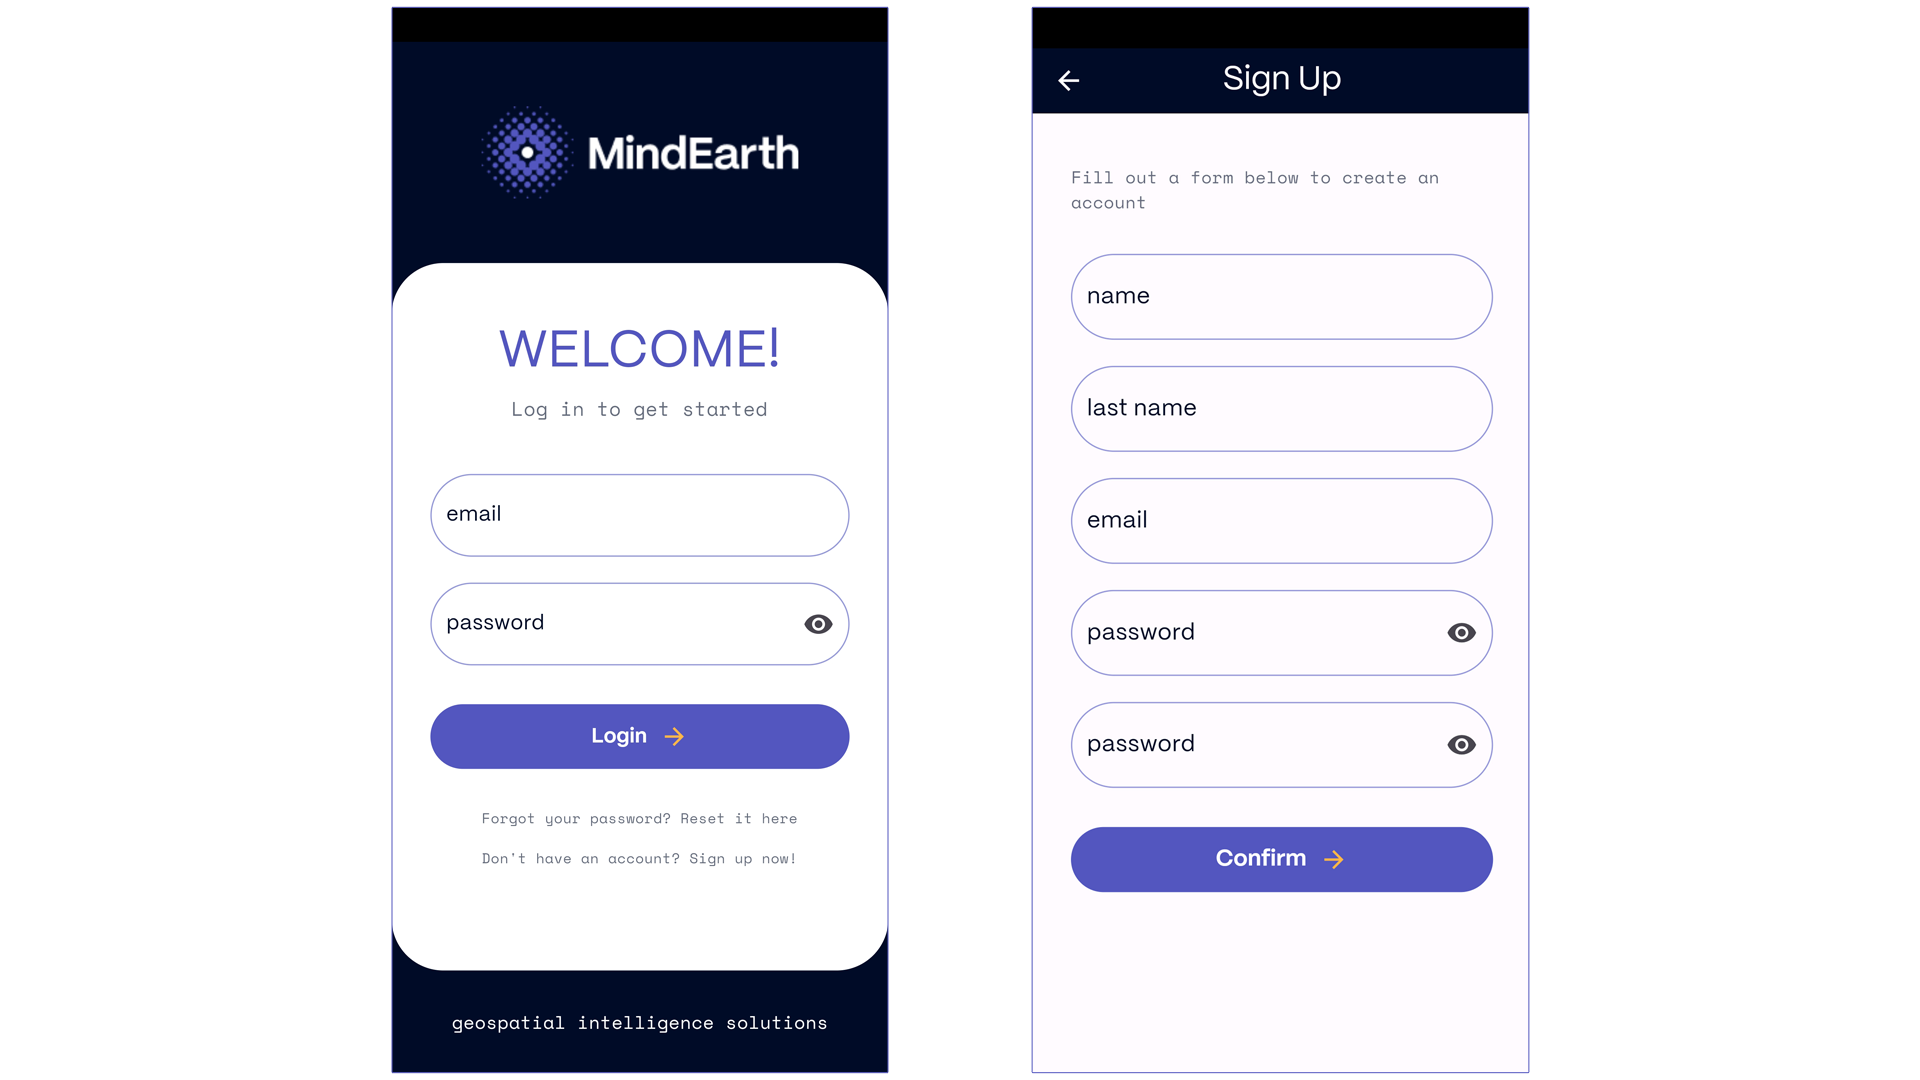 MindEarth
WELCOME!
Log in to get started
email
password
Login
Forgot your password? Reset it here
Don't have an account? Sign up now!
geospatial intelligence solutions
Sign Up
Fill out a form below to create an
account
name
last name
email
password
password
Confirm